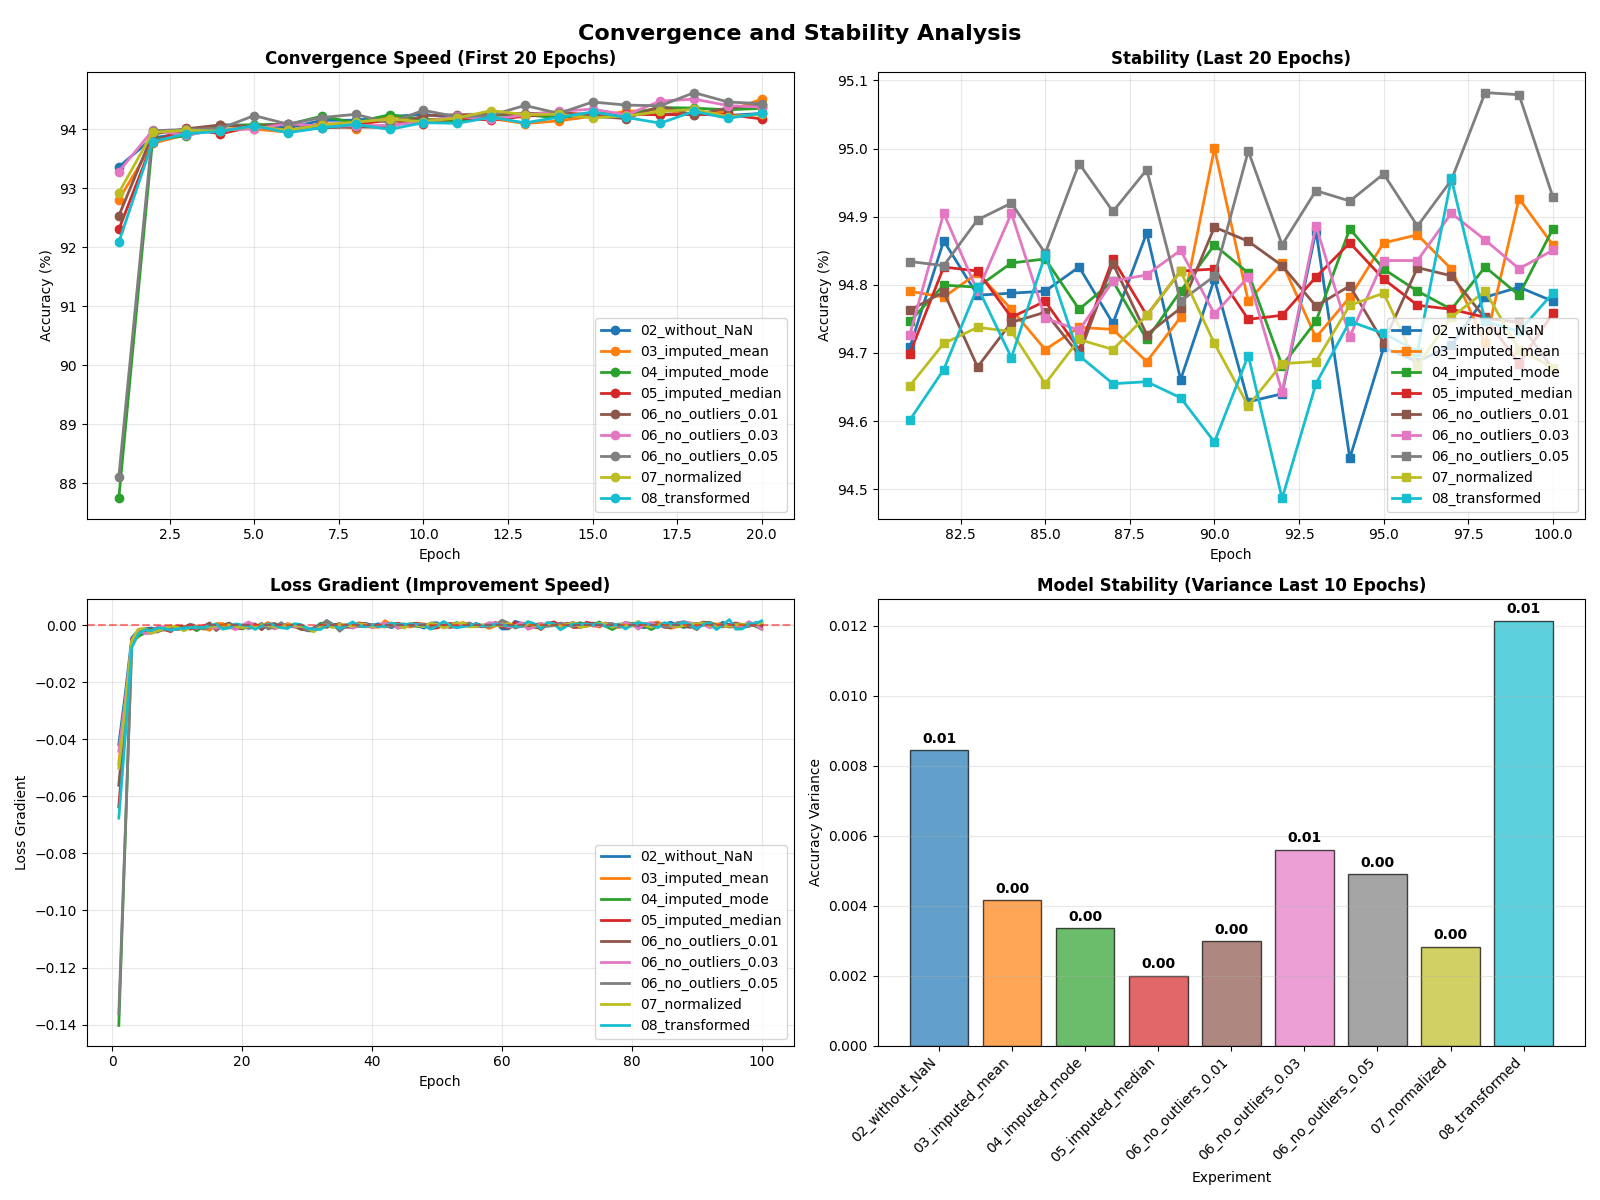 Convergence and Stability Analysis
Convergence Speed (First 20 Epochs)
Accuracy (%)
94
93
92
91
90
89
88
2.5 5.0 7.5 10.0 12.5 15.0 17.5 20.0
Epoch
02_without_NaN
03_imputed_mean
04_imputed_mode
05_imputed_median
06_no_outliers_0.01
06_no_outliers_0.03
06_no_outliers_0.05
07_normalized
08_transformed
Stability (Last 20 Epochs)
Accuracy (%)
95.1
95.0
94.9
94.8
94.7
94.6
94.5
82.5 85.0 87.5 90.0 92.5 95.0 97.5 100.0
Epoch
02_without_NaN
03_imputed_mean
04_imputed_mode
05_imputed_median
06_no_outliers_0.01
06_no_outliers_0.03
06_no_outliers_0.05
07_normalized
08_transformed
Loss Gradient (Improvement Speed)
Loss Gradient
0.00
−0.02
−0.04
−0.06
−0.08
−0.10
−0.12
−0.14
0 20 40 60 80 100
Epoch
02_without_NaN
03_imputed_mean
04_imputed_mode
05_imputed_median
06_no_outliers_0.01
06_no_outliers_0.03
06_no_outliers_0.05
07_normalized
08_transformed
Model Stability (Variance Last 10 Epochs)
Accuracy Variance
0.012
0.010
0.008
0.006
0.004
0.002
0.000
0.01
0.00
0.00
0.00
0.00
0.01
0.00
0.00
0.01
02_without_NaN
03_imputed_mean
04_imputed_mode
05_imputed_median
06_no_outliers_0.01
06_no_outliers_0.03
06_no_outliers_0.05
07_normalized
08_transformed
Experiment